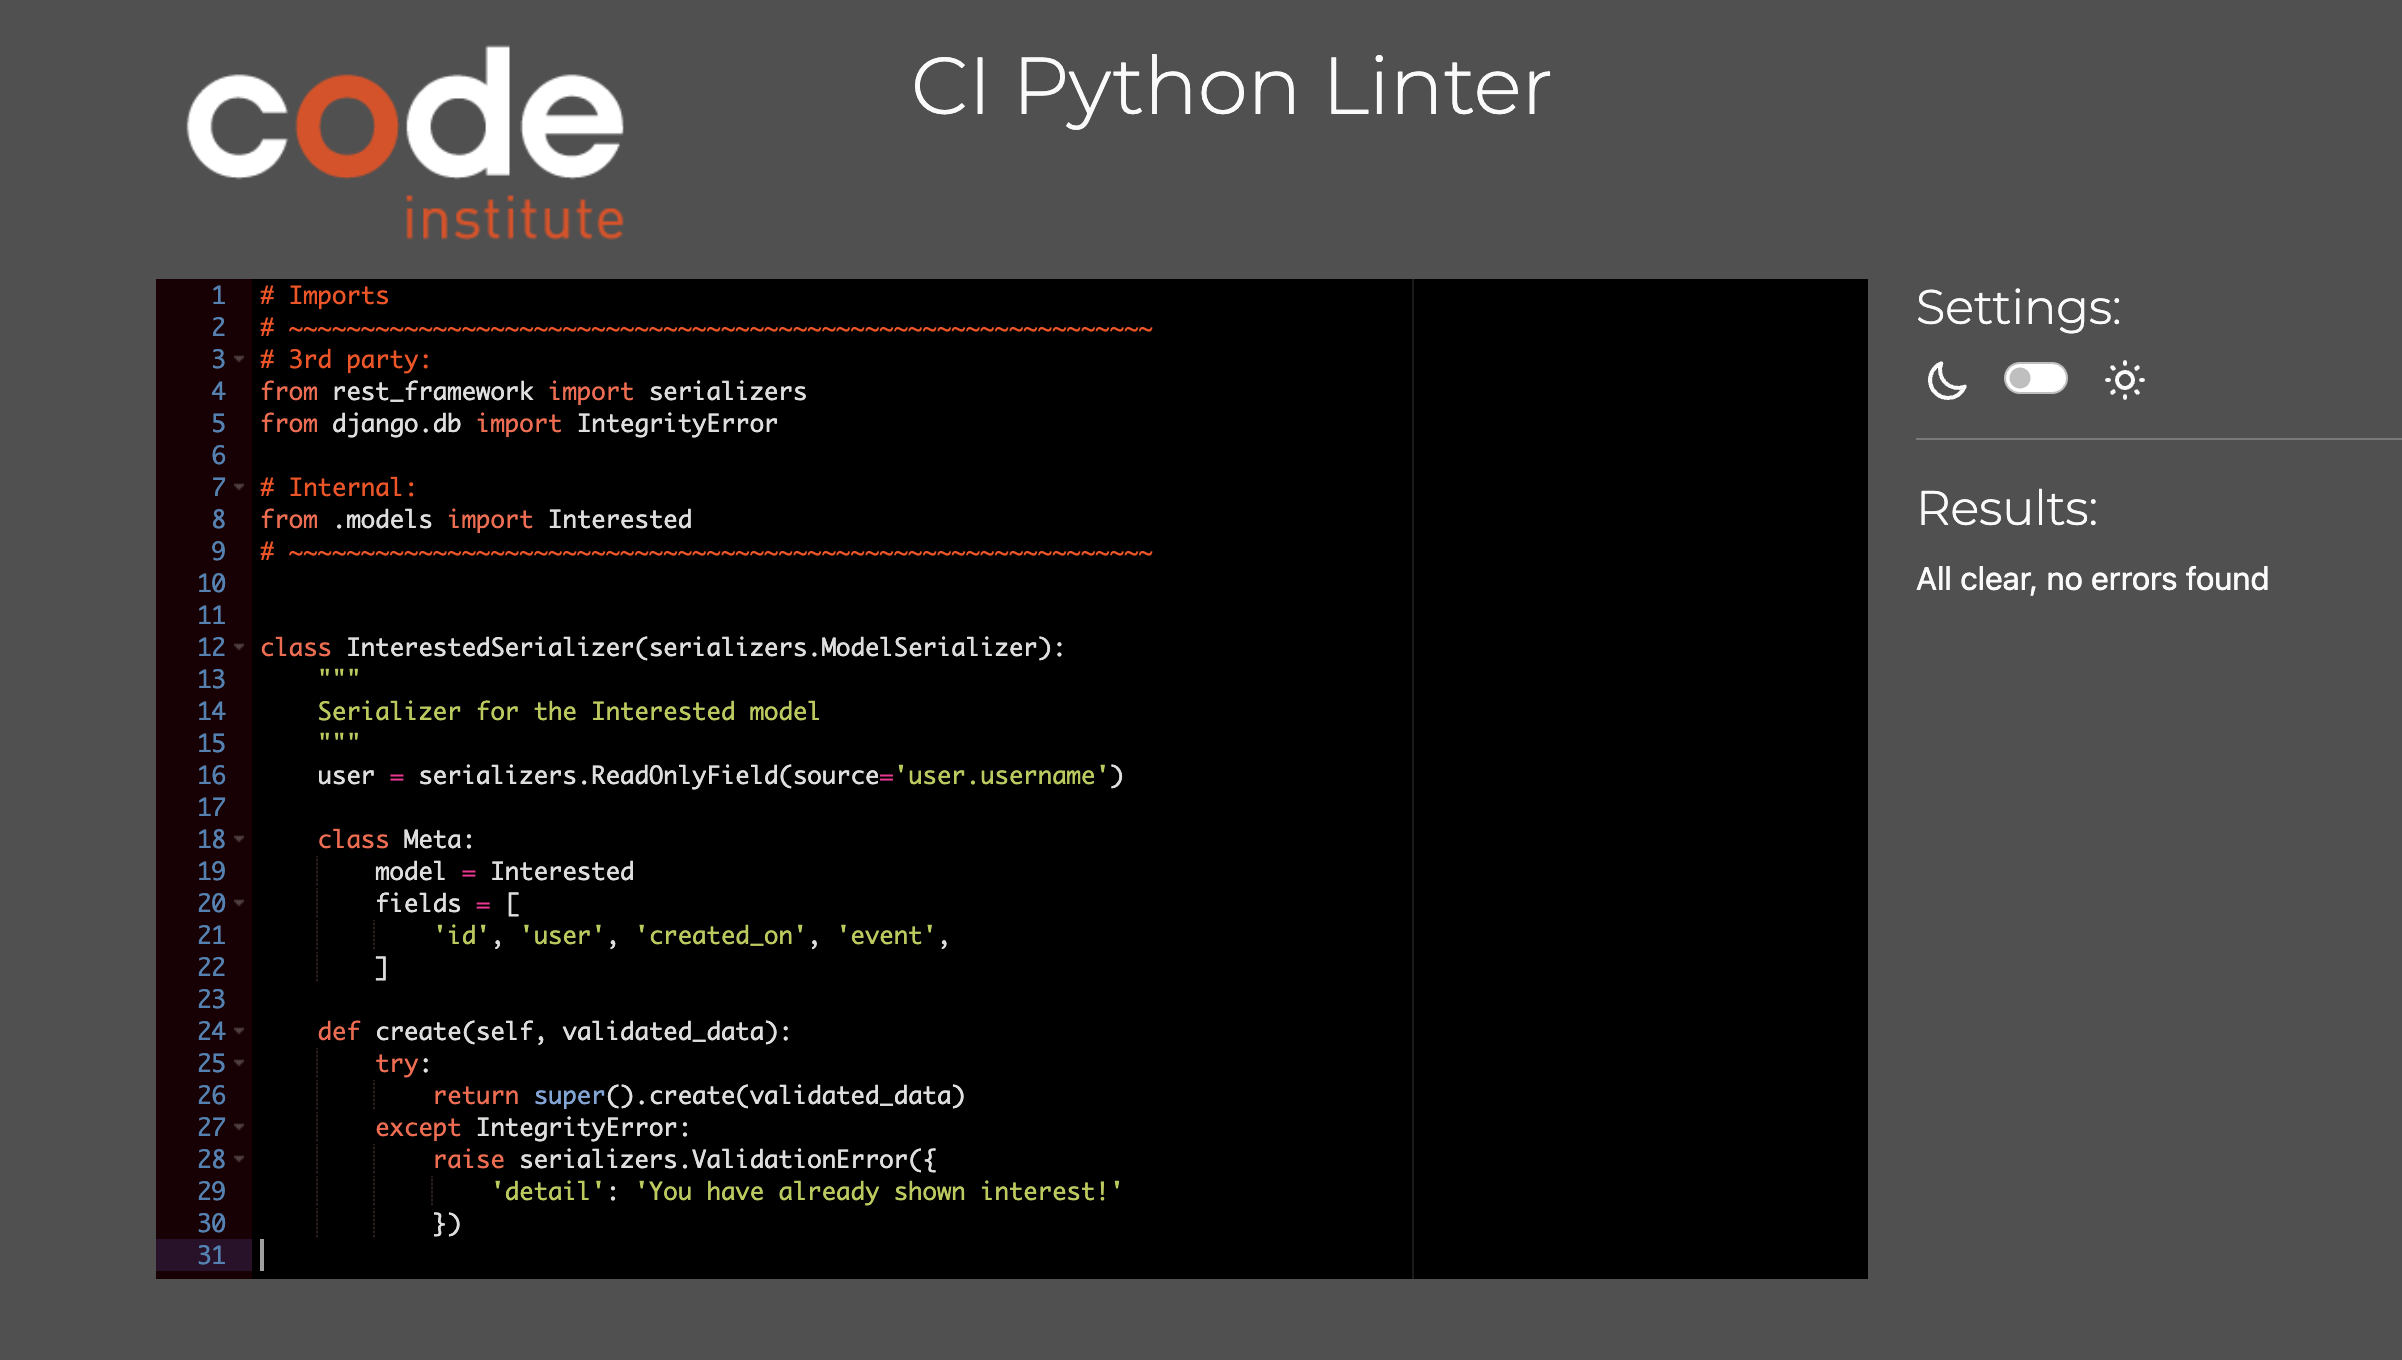 code
institute
CI Python Linter
1 # Imports
2 # ~~~~~~~~~~~~~~~~~~~~~~~~~~~~~~~~~~~~~~~~~~~~~~~~~~~~~~~~~~~~
3 # 3rd party:
4 from rest_framework import serializers
5 from django.db import IntegrityError
6
7 # Internal:
8 from .models import Interested
9 # ~~~~~~~~~~~~~~~~~~~~~~~~~~~~~~~~~~~~~~~~~~~~~~~~~~~~~~~~~~~~
10
11
12 class InterestedSerializer(serializers.ModelSerializer):
13     """
14     Serializer for the Interested model
15     """
16     user = serializers.ReadOnlyField(source='user.username')
17
18     class Meta:
19         model = Interested
20         fields = [
21             'id', 'user', 'created_on', 'event',
22         ]
23
24     def create(self, validated_data):
25         try:
26             return super().create(validated_data)
27         except IntegrityError:
28             raise serializers.ValidationError({
29                 'detail': 'You have already shown interest!'
30             })
31
Settings:
Results:
All clear, no errors found